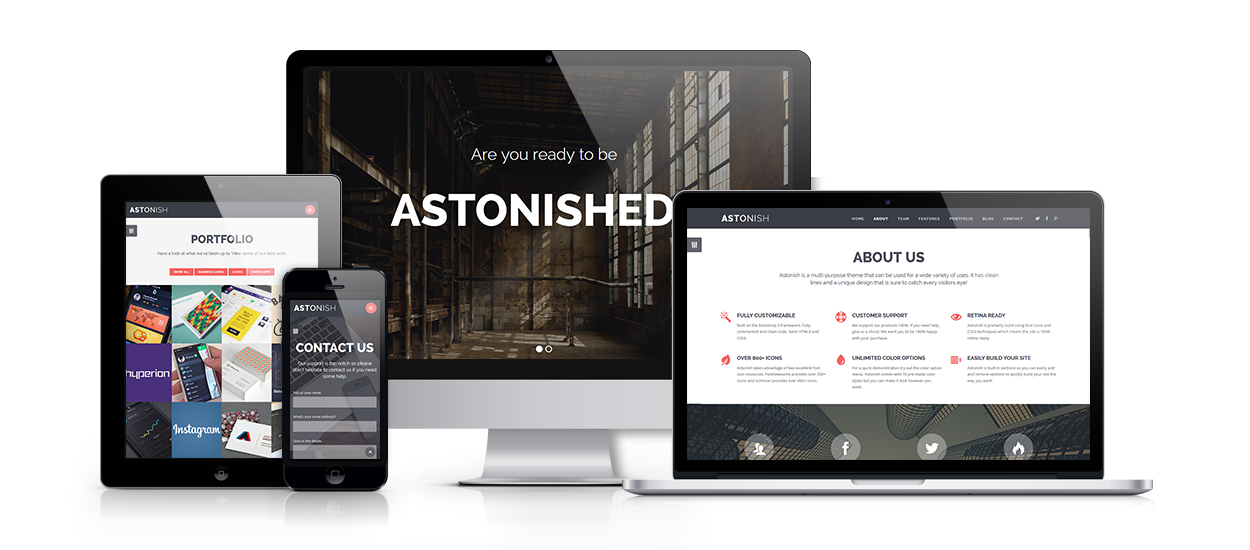 Are you ready to be
ASTONISHED
ASTONISH
PORTFOLIO
Have a look at what we've been up to. View some of our best work.
SHOW ALL
BUSINESS CARDS
LOGOS
PHONE APPS
hyperion
Instagram
ASTONISH
CONTACT US
Our support is top notch so please
don't hesitate to contact us if you need
some help.
Tell us your name
What's your email address?
Give us the details
ASTONISH
HOME ABOUT TEAM FEATURES PORTFOLIO BLOG CONTACT
ABOUT US
Astonish is a multi-purpose theme that can be used for a wide variety of uses. It has clean
lines and a unique design that is sure to catch every visitors eye!
FULLY CUSTOMIZABLE
Built on the Bootstrap 3 Framework. Fully
commented and clean code. Valid HTML5 and
CSS3.
CUSTOMER SUPPORT
We support our products 100%. If you need help,
give us a shout. We want you to be 100% happy
with your purchase.
RETINA READY
Astonish is primarily build using font icons and
CSS3 techniques which means the site is 100%
retina ready.
OVER 800+ ICONS
Astonish takes advantage of two excellent font
icon resources. FontAwesome provides over 350+
icons and Icomoon provides over 450+ icons.
UNLIMITED COLOR OPTIONS
For a quick demonstration try out the color option
menu. Astonish comes with 10 pre-made color
styles but you can make it look however you
want.
EASILY BUILD YOUR SITE
Astonish is built in sections so you can easily add
and remove sections to quickly build your site the
way you want.